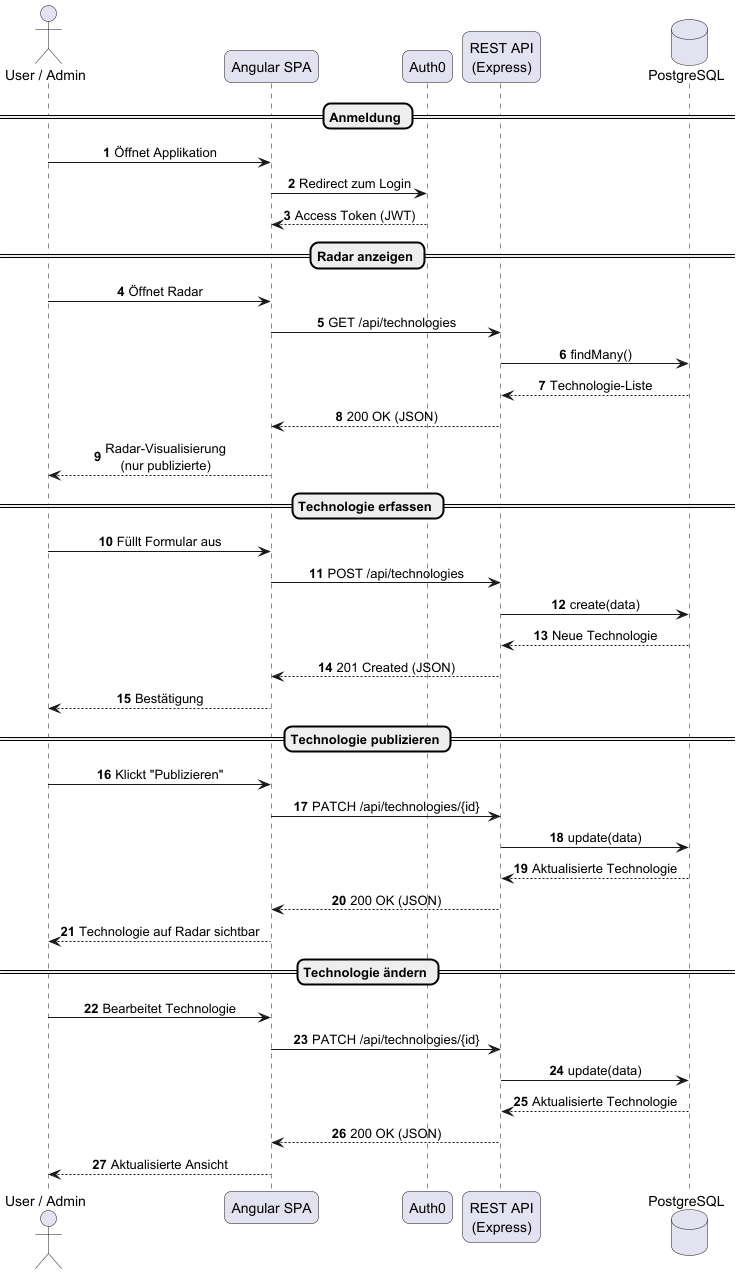 User / Admin
Angular SPA
Auth0
REST API
(Express)
PostgreSQL
Anmeldung
1 Öffnet Applikation
2 Redirect zum Login
3 Access Token (JWT)
Radar anzeigen
4 Öffnet Radar
5 GET /api/technologies
6 findMany()
7 Technologie-Liste
8 200 OK (JSON)
9 Radar-Visualisierung
(nur publizierte)
Technologie erfassen
10 Füllt Formular aus
11 POST /api/technologies
12 create(data)
13 Neue Technologie
14 201 Created (JSON)
15 Bestätigung
Technologie publizieren
16 Klickt "Publizieren"
17 PATCH /api/technologies/{id}
18 update(data)
19 Aktualisierte Technologie
20 200 OK (JSON)
21 Technologie auf Radar sichtbar
Technologie ändern
22 Bearbeitet Technologie
23 PATCH /api/technologies/{id}
24 update(data)
25 Aktualisierte Technologie
26 200 OK (JSON)
27 Aktualisierte Ansicht
User / Admin
Angular SPA
Auth0
REST API
(Express)
PostgreSQL